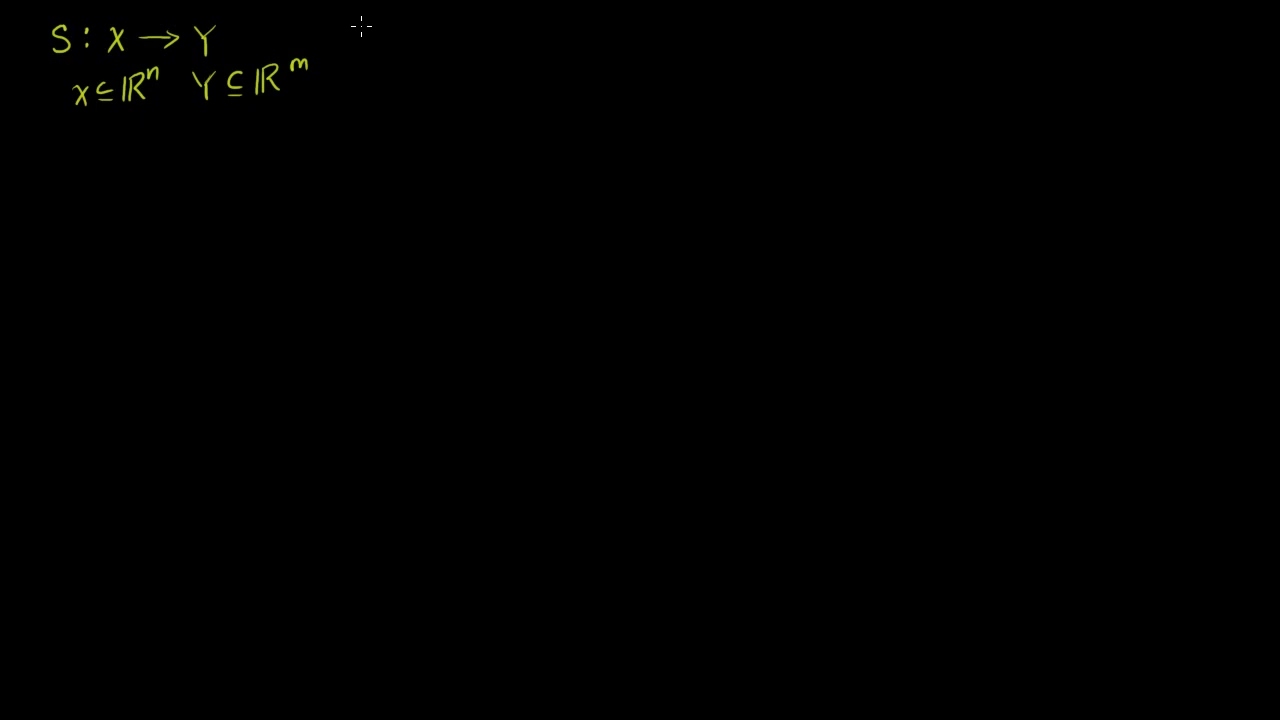 S : X → Y
X ⊆ ℝⁿ Y ⊆ ℝᵐ